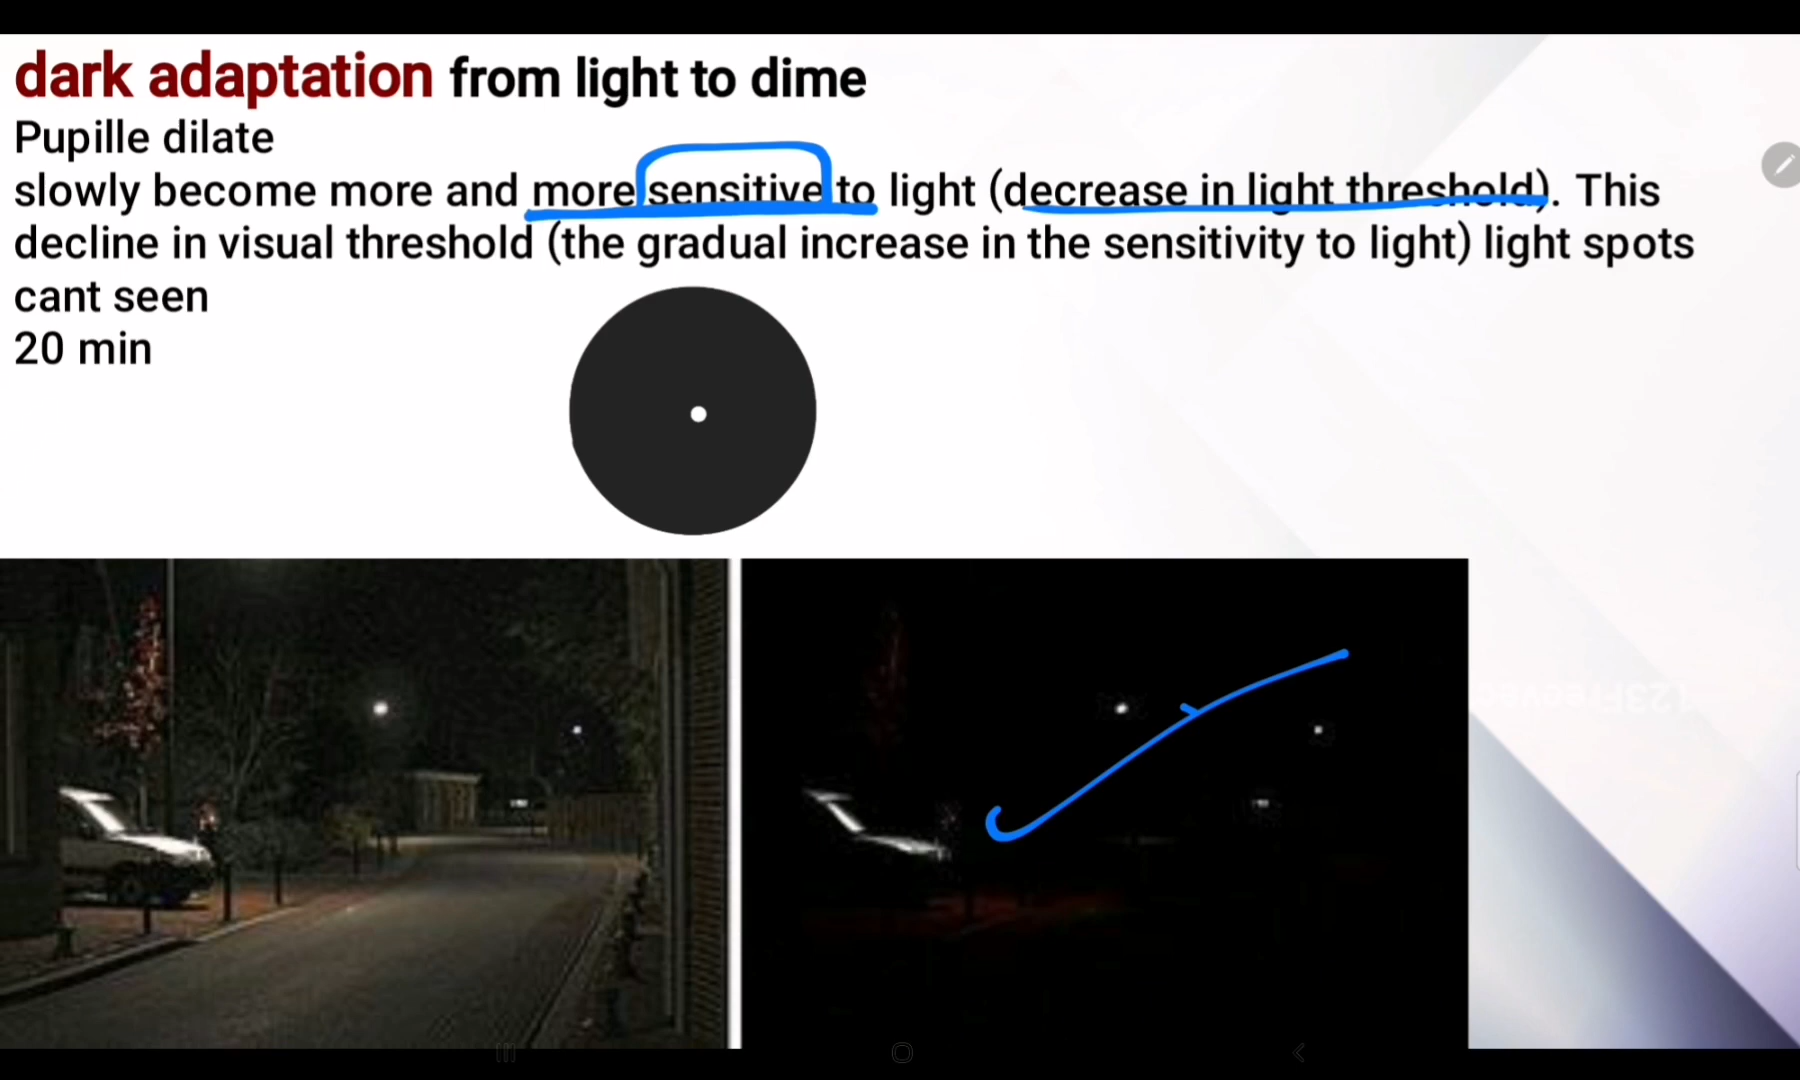 dark adaptation from light to dime
Pupille dilate
slowly become more and more sensitive to light (decrease in light threshold). This
decline in visual threshold (the gradual increase in the sensitivity to light) light spots
cant seen
20 min